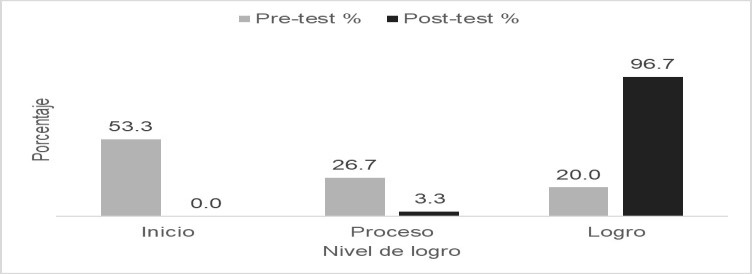 Pre-test % Post-test %
96.7
53.3
26.7
20.0
3.3
0.0
Porcentaje
Inicio Proceso Logro
Nivel de logro